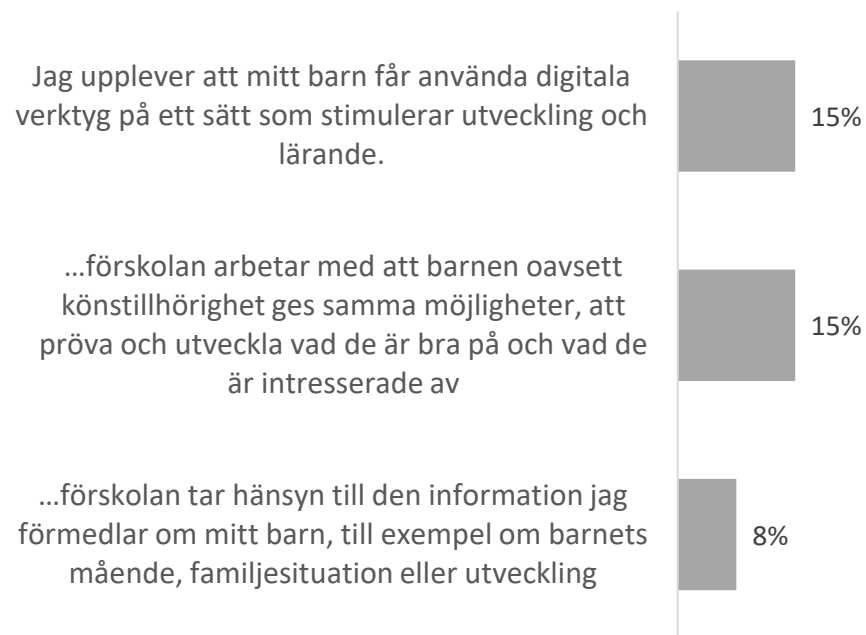 Jag upplever att mitt barn får använda digitala
verktyg på ett sätt som stimulerar utveckling och
lärande.
15%
…förskolan arbetar med att barnen oavsett
könstillhörighet ges samma möjligheter, att
pröva och utveckla vad de är bra på och vad de
är intresserade av
15%
…förskolan tar hänsyn till den information jag
förmedlar om mitt barn, till exempel om barnets
mående, familjesituation eller utveckling
8%